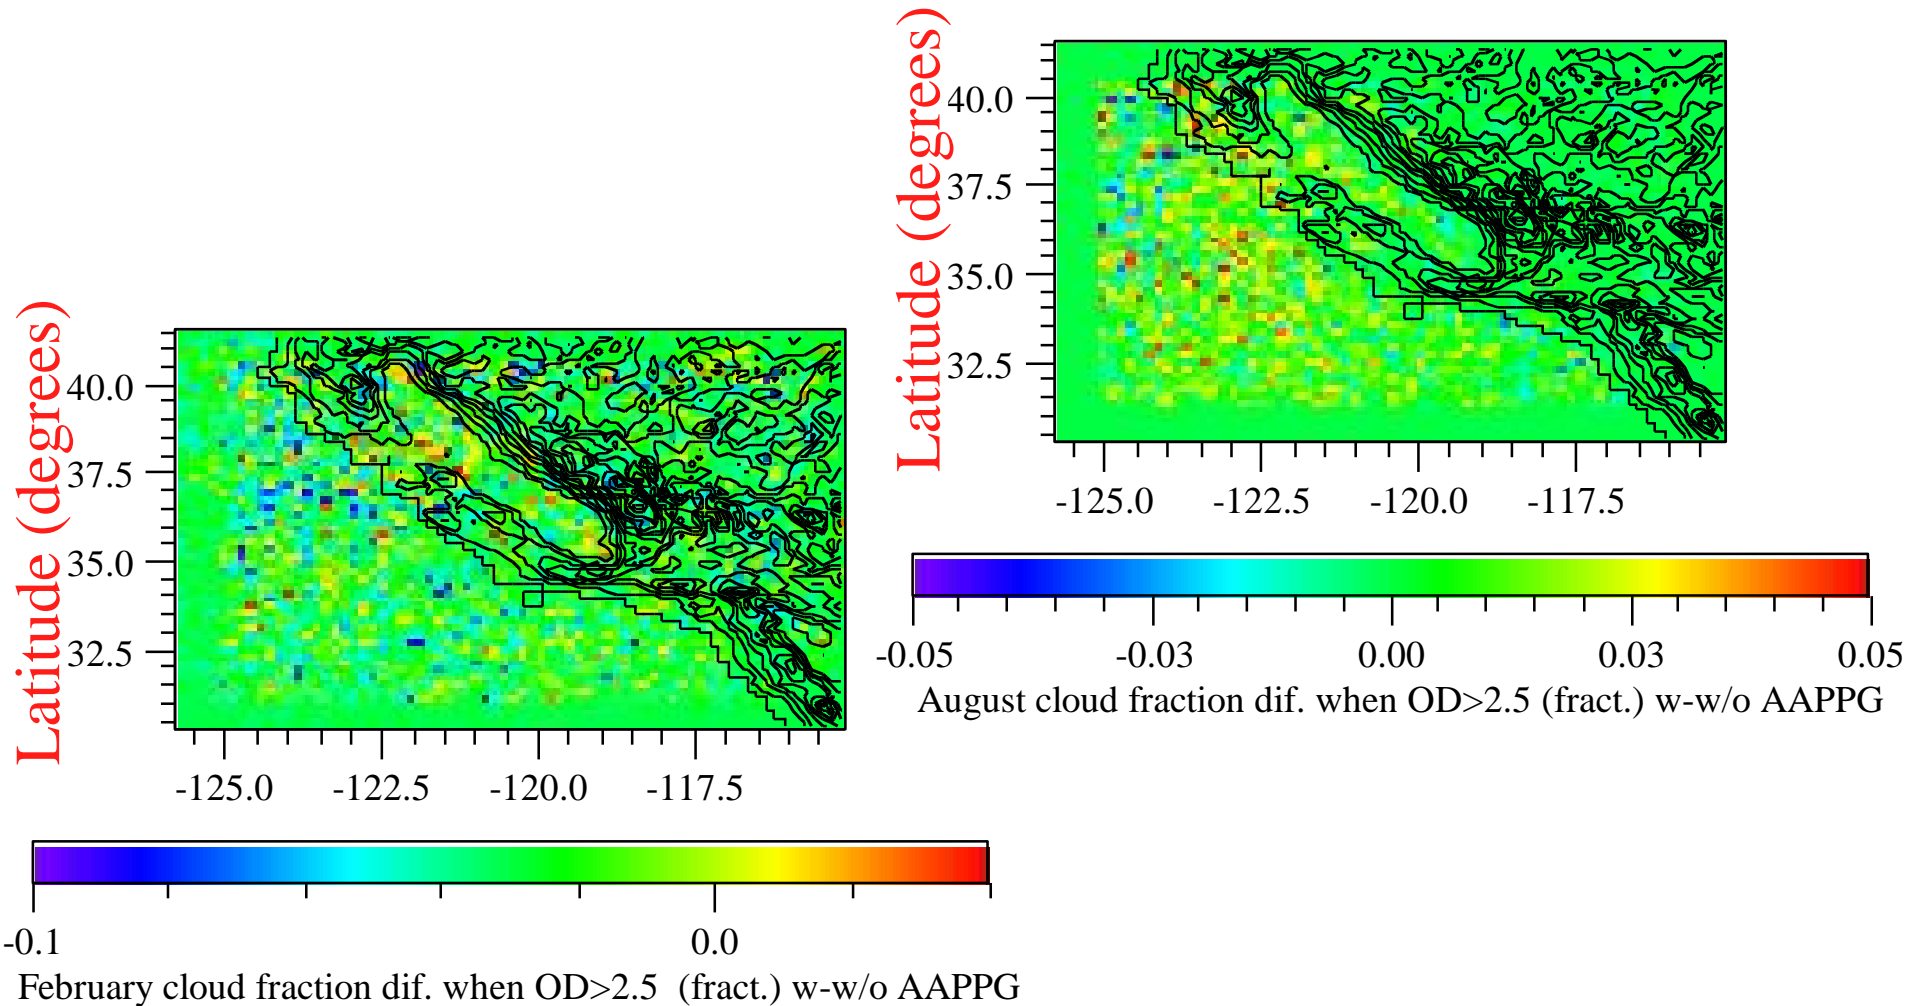 Latitude (degrees)
40.0
37.5
35.0
32.5
-125.0 -122.5 -120.0 -117.5
-0.1 0.0
February cloud fraction dif. when OD>2.5 (fract.) w-w/o AAPPG
Latitude (degrees)
40.0
37.5
35.0
32.5
-125.0 -122.5 -120.0 -117.5
-0.05 -0.03 0.00 0.03 0.05
August cloud fraction dif. when OD>2.5 (fract.) w-w/o AAPPG